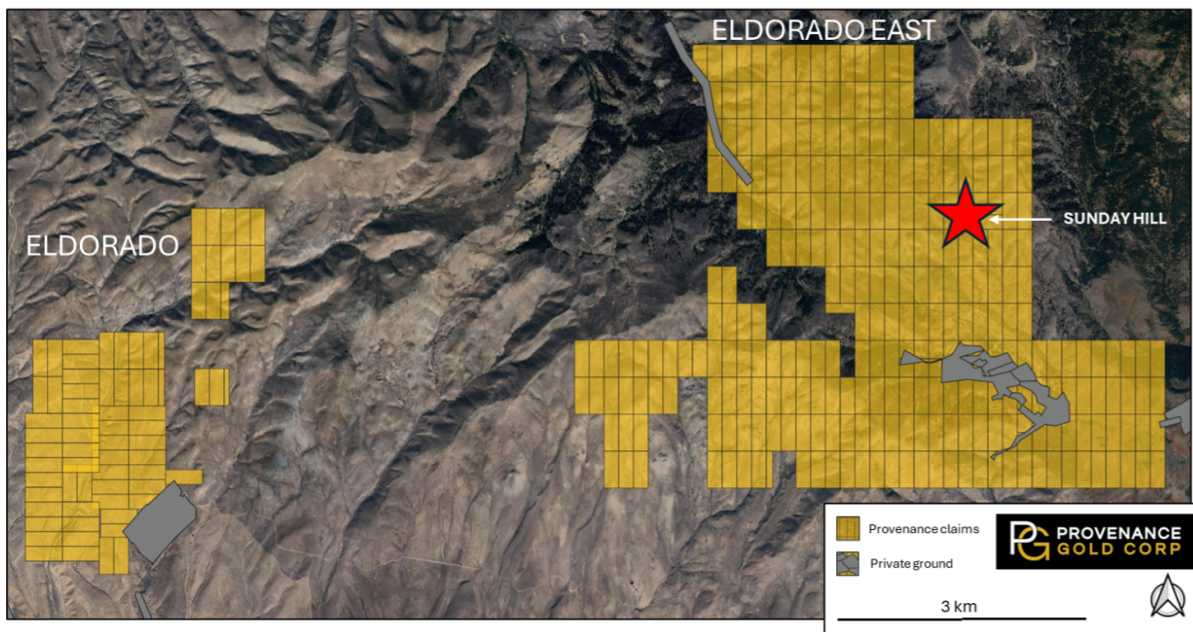 ELDORADO EAST
SUNDAY HILL
ELDORADO
Provenance claims
Private ground
PG PROVENANCE
GOLD CORP
3 km